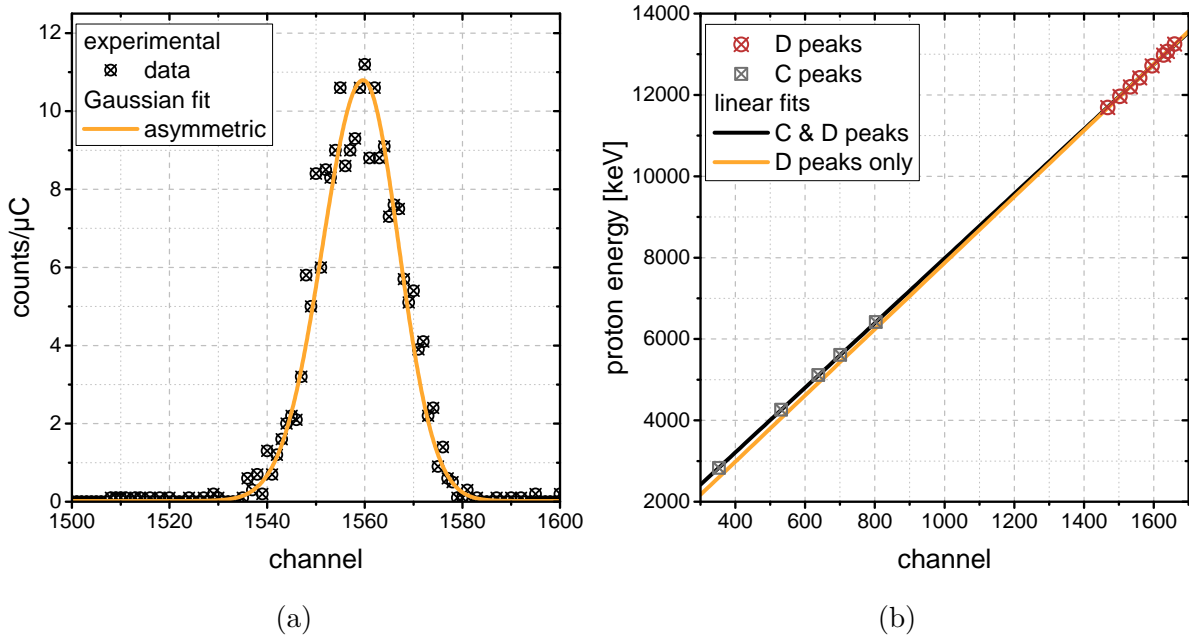 12
10
8
6
4
2
0
counts/µC
experimental
data
Gaussian fit
asymmetric
1500 1520 1540 1560 1580 1600
channel
(a)
14000
12000
10000
8000
6000
4000
2000
proton energy [keV]
D peaks
C peaks
linear fits
C & D peaks
D peaks only
400 600 800 1000 1200 1400 1600
channel
(b)